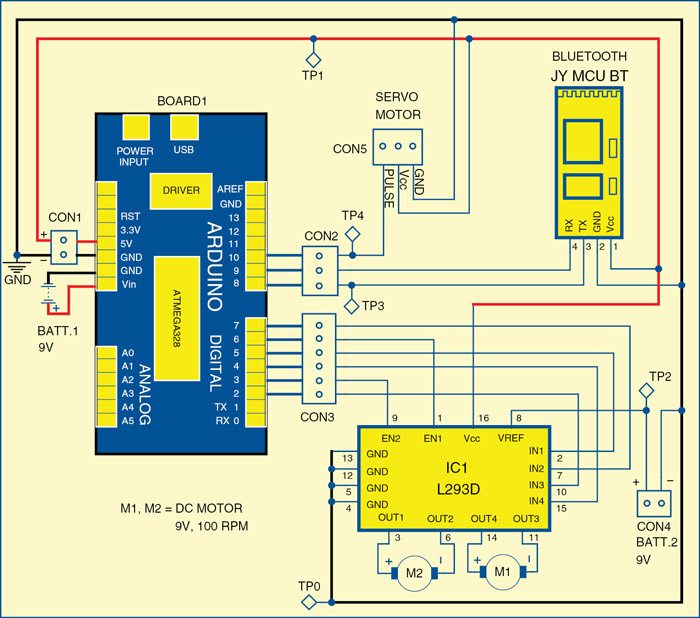 TP1
BLUETOOTH
JY MCU BT
SERVO
MOTOR
CON5
PULSE
Vcc
GND
BOARD1
POWER
INPUT
USB
DRIVER
AREF
GND
13
12
11
10
9
8
RST
3.3V
5V
GND
GND
Vin
ARDUINO
ATMEGA328
CON1
+
−
GND
+
BATT.1
9V
CON2
TP4
TP3
RX
TX
GND
Vcc
4
3
2
1
7
6
5
4
3
2
TX 1
RX 0
DIGITAL
A0
A1
A2
A3
A4
A5
ANALOG
CON3
TP2
9
1
16
8
EN2
EN1
Vcc
VREF
IC1
L293D
13
12
5
4
GND
GND
GND
GND
IN1
IN2
IN3
IN4
2
7
10
15
OUT1
OUT2
OUT4
OUT3
3
6
14
11
+
M2
−
+
M1
−
+
−
CON4
BATT.2
9V
M1, M2 = DC MOTOR
9V, 100 RPM
TP0